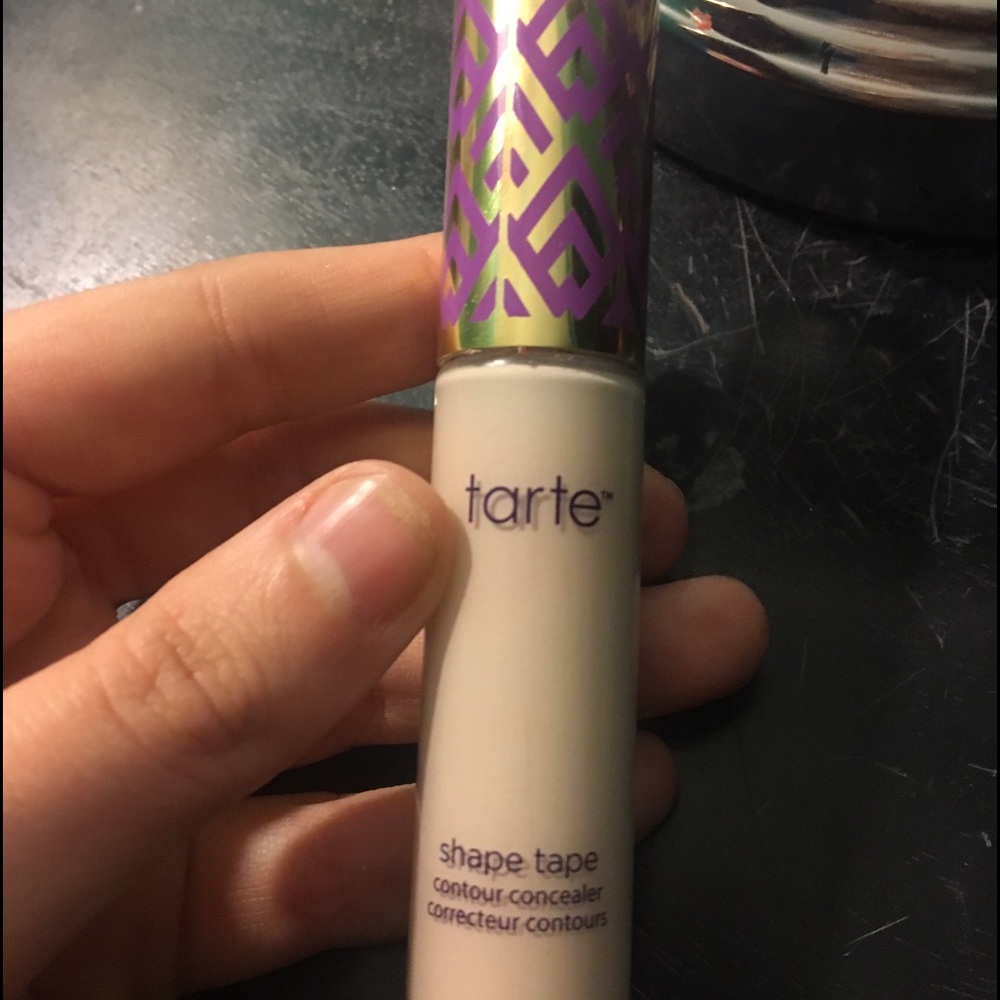 tarte™
shape tape
contour concealer
correcteur contours